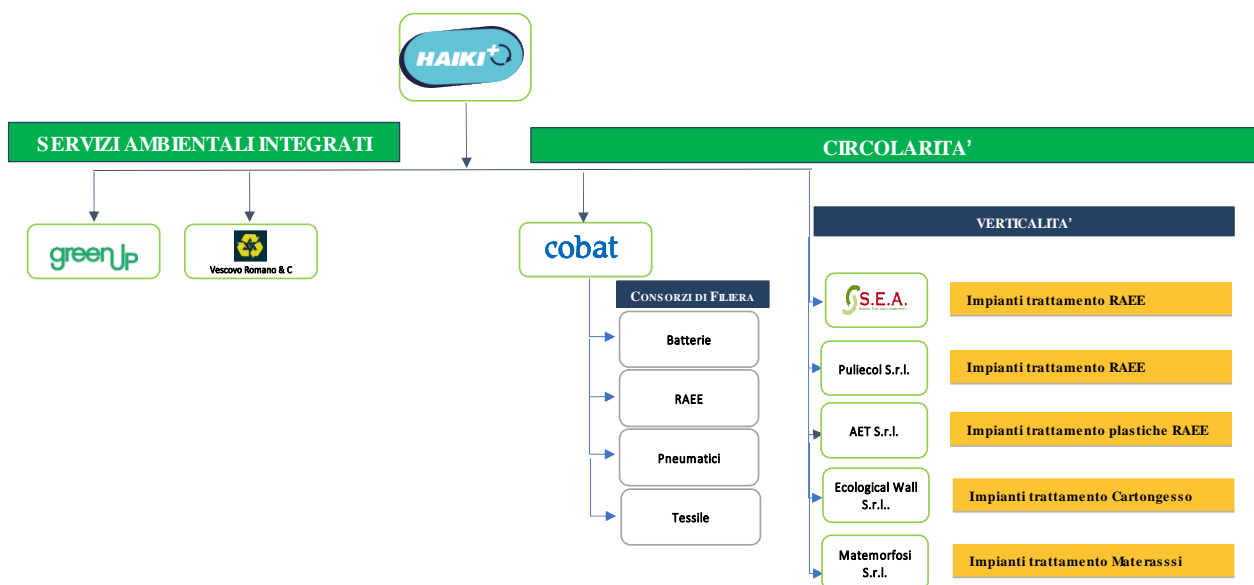 HAIKI+
SERVIZI AMBIENTALI INTEGRATI
CIRCOLARITA’
greenUp
Vescovo Romano & C
cobat
VERTICALITA’
CONSORZI DI FILIERA
Batterie
RAEE
Pneumatici
Tessile
S.E.A.
Impianti trattamento RAEE
Puliecol S.r.l.
Impianti trattamento RAEE
AET S.r.l.
Impianti trattamento plastiche RAEE
Ecological Wall
S.r.l..
Impianti trattamento Cartongesso
Matemorfosi
S.r.l.
Impianti trattamento Materasssi